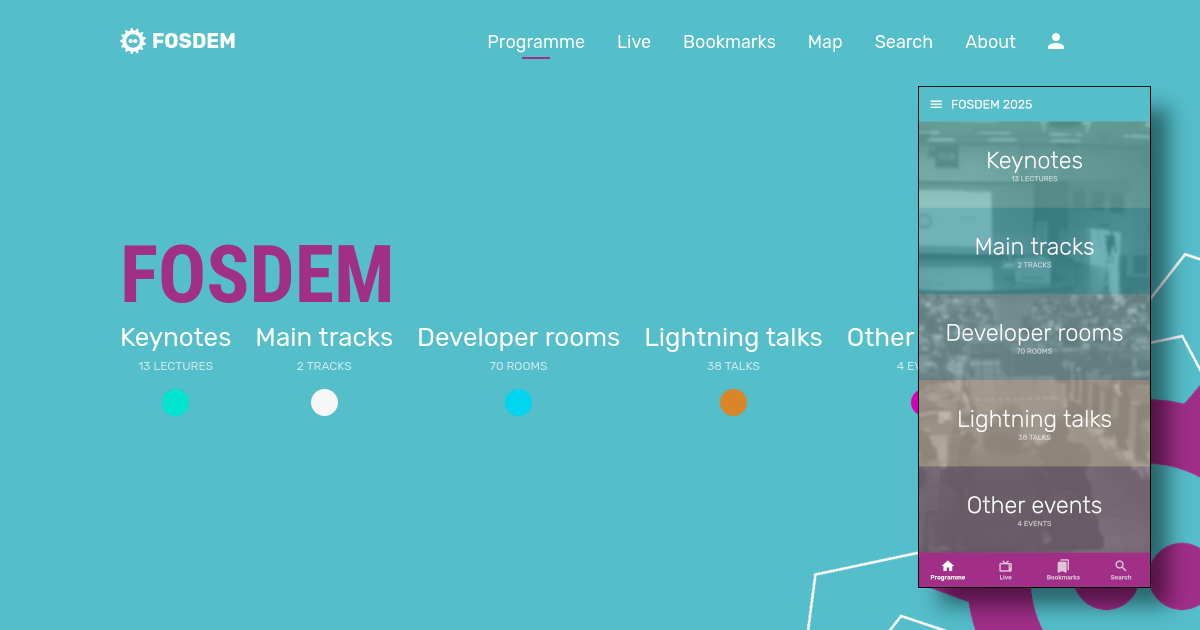 FOSDEM
Programme Live Bookmarks Map Search About
FOSDEM
Keynotes Main tracks Developer rooms Lightning talks Other
13 LECTURES 2 TRACKS 70 ROOMS 38 TALKS 4
FOSDEM 2025
Keynotes
13 LECTURES
Main tracks
2 TRACKS
Developer rooms
70 ROOMS
Lightning talks
38 TALKS
Other events
4 EVENTS
Programme Live Bookmarks Search